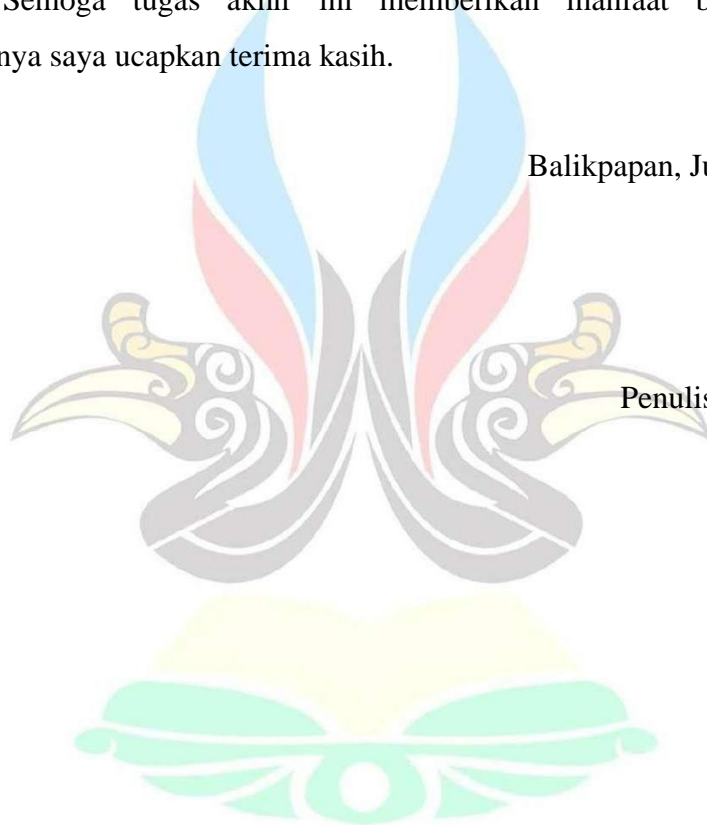 Semoga tugas akhir ini memberikan manfaat b
nya saya ucapkan terima kasih.
Balikpapan, Ju
Penulis